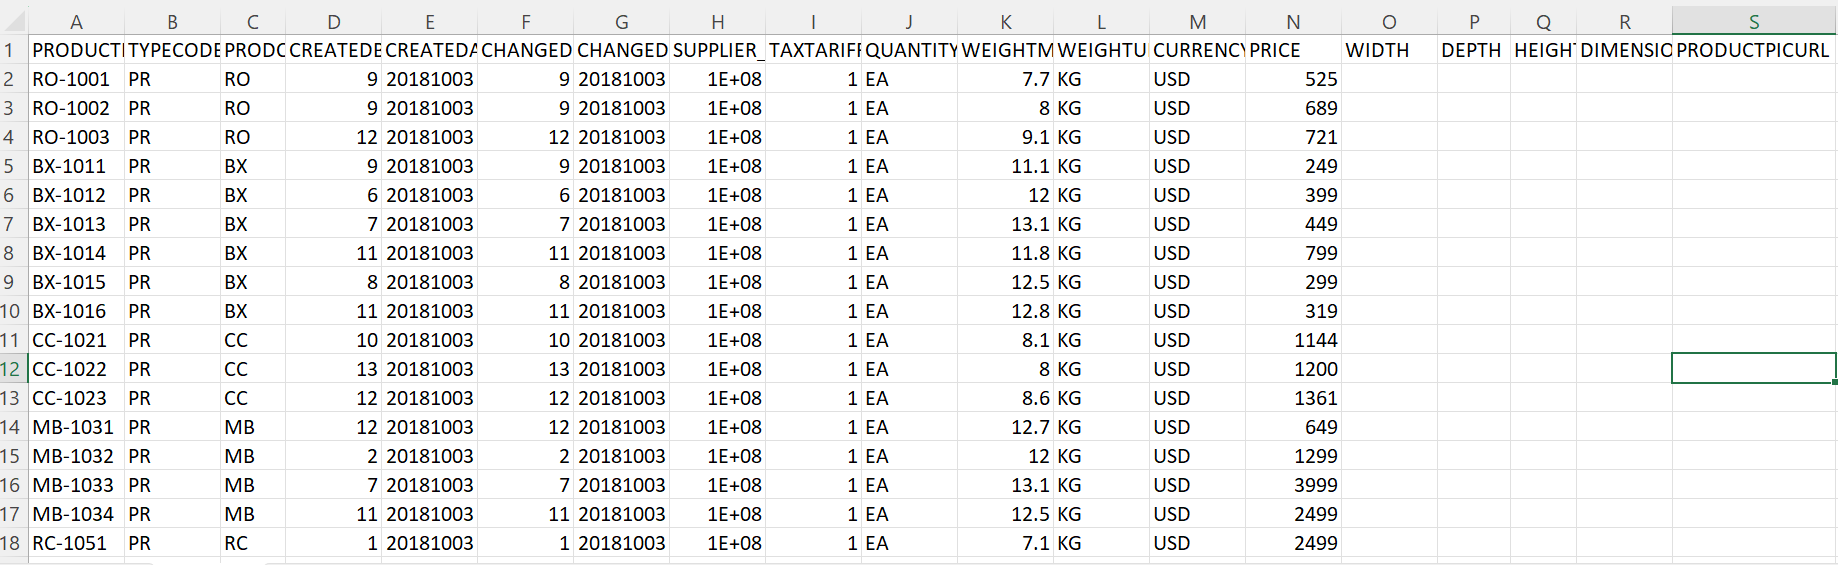 A B C D E F G H I J K L M N O P Q R S
1 PRODUCTI TYPECODE PRODC CREATEDB CREATEDA CHANGED CHANGED SUPPLIER_ TAXTARIFF QUANTITY WEIGHTM WEIGHTU CURRENCY PRICE WIDTH DEPTH HEIGHT DIMENSIO PRODUCTPICURL
2 RO-1001 PR RO 9 20181003 9 20181003 1E+08 1 EA 7.7 KG USD 525
3 RO-1002 PR RO 9 20181003 9 20181003 1E+08 1 EA 8 KG USD 689
4 RO-1003 PR RO 12 20181003 12 20181003 1E+08 1 EA 9.1 KG USD 721
5 BX-1011 PR BX 9 20181003 9 20181003 1E+08 1 EA 11.1 KG USD 249
6 BX-1012 PR BX 6 20181003 6 20181003 1E+08 1 EA 12 KG USD 399
7 BX-1013 PR BX 7 20181003 7 20181003 1E+08 1 EA 13.1 KG USD 449
8 BX-1014 PR BX 11 20181003 11 20181003 1E+08 1 EA 11.8 KG USD 799
9 BX-1015 PR BX 8 20181003 8 20181003 1E+08 1 EA 12.5 KG USD 299
10 BX-1016 PR BX 11 20181003 11 20181003 1E+08 1 EA 12.8 KG USD 319
11 CC-1021 PR CC 10 20181003 10 20181003 1E+08 1 EA 8.1 KG USD 1144
12 CC-1022 PR CC 13 20181003 13 20181003 1E+08 1 EA 8 KG USD 1200
13 CC-1023 PR CC 12 20181003 12 20181003 1E+08 1 EA 8.6 KG USD 1361
14 MB-1031 PR MB 12 20181003 12 20181003 1E+08 1 EA 12.7 KG USD 649
15 MB-1032 PR MB 2 20181003 2 20181003 1E+08 1 EA 12 KG USD 1299
16 MB-1033 PR MB 7 20181003 7 20181003 1E+08 1 EA 13.1 KG USD 3999
17 MB-1034 PR MB 11 20181003 11 20181003 1E+08 1 EA 12.5 KG USD 2499
18 RC-1051 PR RC 1 20181003 1 20181003 1E+08 1 EA 7.1 KG USD 2499